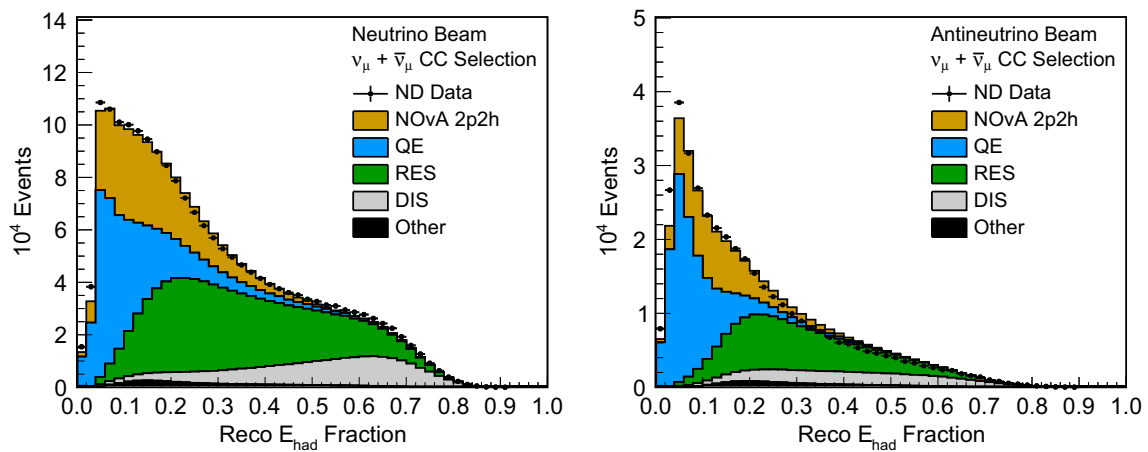 14
12
10
8
6
4
2
0
10⁴ Events
Neutrino Beam
νμ + ν̄μ CC Selection
ND Data
NOvA 2p2h
QE
RES
DIS
Other
0.0 0.1 0.2 0.3 0.4 0.5 0.6 0.7 0.8 0.9 1.0
Reco Ehad Fraction
5
4
3
2
1
0
10⁴ Events
Antineutrino Beam
νμ + ν̄μ CC Selection
ND Data
NOvA 2p2h
QE
RES
DIS
Other
0.0 0.1 0.2 0.3 0.4 0.5 0.6 0.7 0.8 0.9 1.0
Reco Ehad Fraction